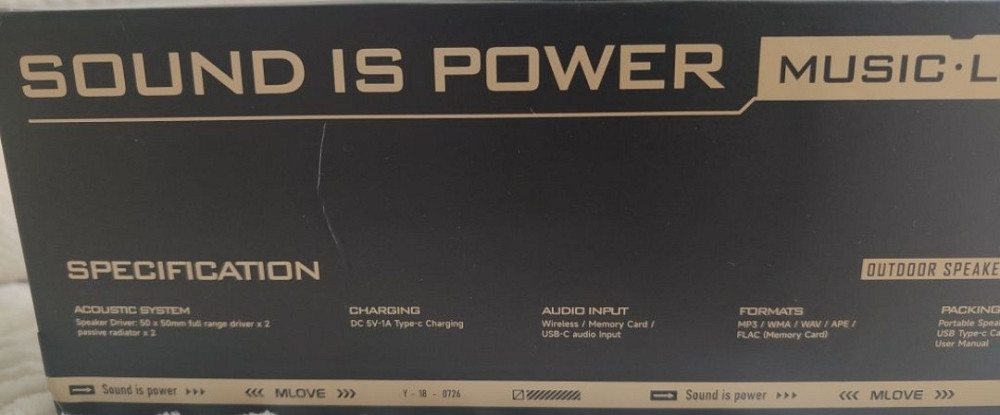 SOUND IS POWER
MUSIC·L
SPECIFICATION
OUTDOOR SPEAKE
ACOUSTIC SYSTEM
Speaker Driver: 50 x 50mm full range driver x 2
passive radiator x 2
CHARGING
DC 5V-1A Type-c Charging
AUDIO INPUT
Wireless / Memory Card /
USB-C audio Input
FORMATS
MP3 / WMA / WAV / APE /
FLAC (Memory Card)
PACKING
Portable Spea
USB Type-c Ca
User Manual
Sound is power >>> <<< MLOVE >>> Y - 18 - 0726 Sound is power >>> <<< MLOVE >>>